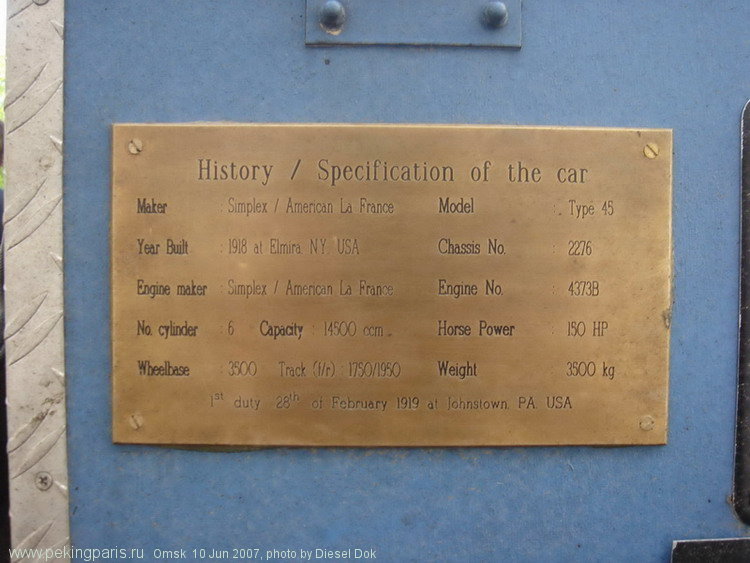 History / Specification of the car
Maker : Simplex / American La France Model : Type 45
Year Built : 1918 at Elmira, NY, USA Chassis No. : 2276
Engine maker : Simplex / American La France Engine No. : 4373B
No. cylinder : 6 Capacity : 14500 ccm Horse Power : 150 HP
Wheelbase : 3500 Track (f/r) : 1750/1950 Weight : 3500 kg
1st duty 28th of February 1919 at Johnstown, PA, USA
www.pekingparis.ru Omsk 10 Jun 2007, photo by Diesel Dok